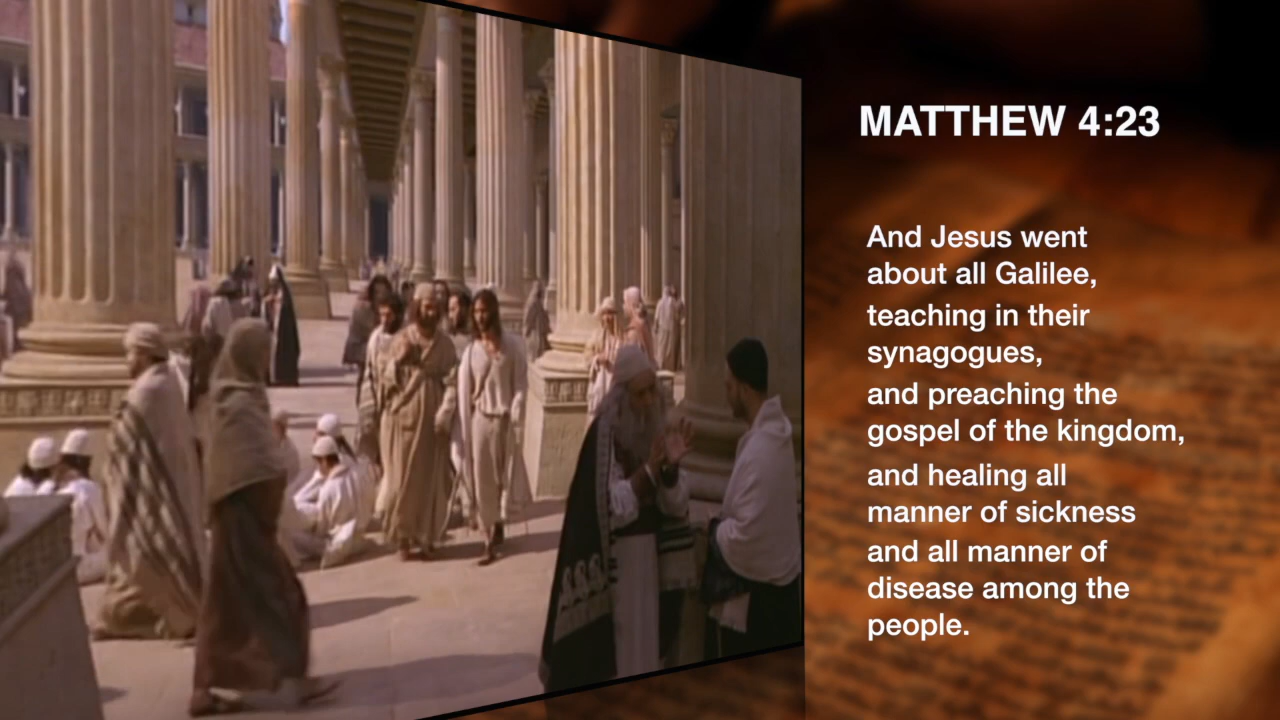 MATTHEW 4:23
And Jesus went
about all Galilee,
teaching in their
synagogues,
and preaching the
gospel of the kingdom,
and healing all
manner of sickness
and all manner of
disease among the
people.